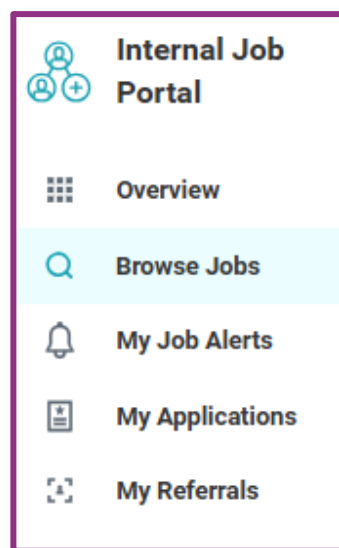 Internal Job
Portal
Overview
Browse Jobs
My Job Alerts
My Applications
My Referrals